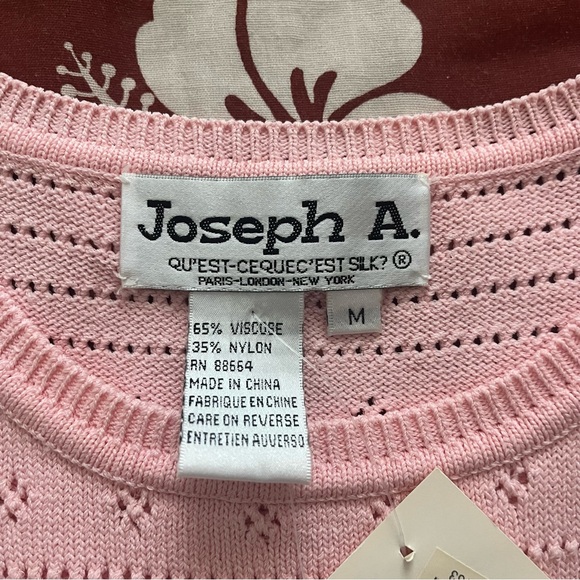 Joseph A.
QU'EST-CEQUEC'EST SILK? ®
PARIS-LONDON-NEW YORK
M
65% VISCOSE
35% NYLON
RN 88664
MADE IN CHINA
FABRIQUE EN CHINE
CARE ON REVERSE
ENTRETIEN AUVERSO